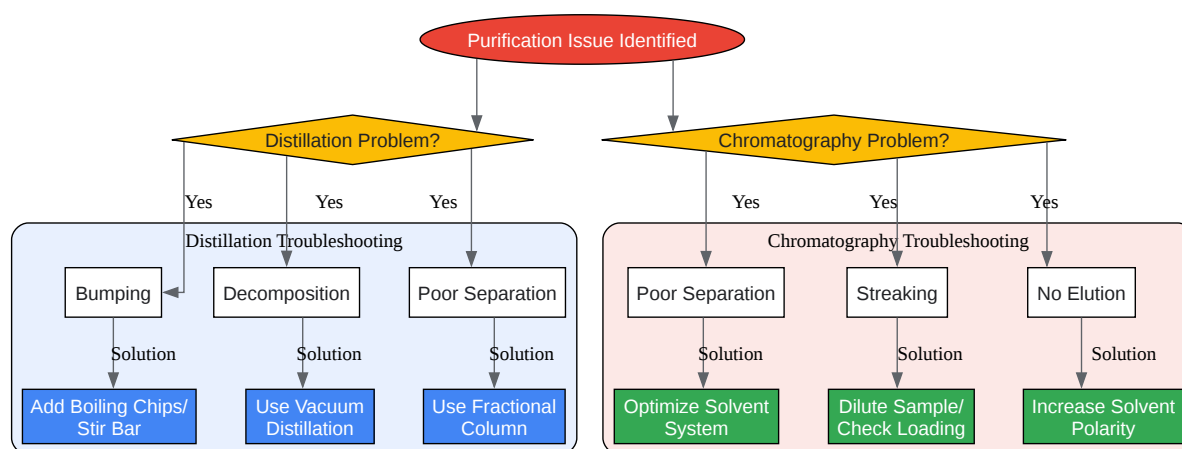 Purification Issue Identified
Distillation Problem?
Chromatography Problem?
Yes
Yes
Yes
Yes
Yes
Yes
Distillation Troubleshooting
Chromatography Troubleshooting
Bumping
Decomposition
Poor Separation
Poor Separation
Streaking
No Elution
Solution
Solution
Solution
Solution
Solution
Solution
Add Boiling Chips/
Stir Bar
Use Vacuum
Distillation
Use Fractional
Column
Optimize Solvent
System
Dilute Sample/
Check Loading
Increase Solvent
Polarity